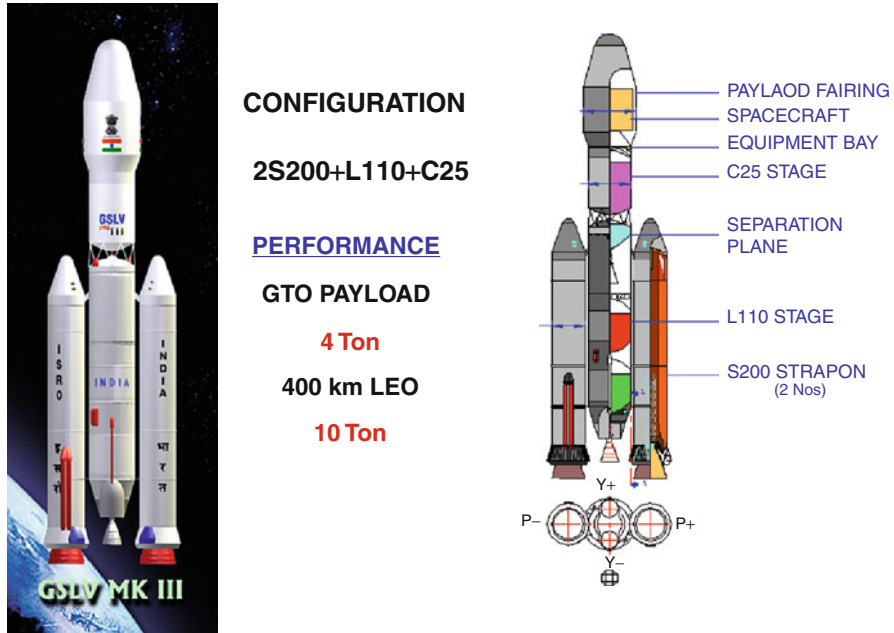 GSLV
III
ISRO
इसरो
INDIA
INDIA
भारत
GSLV MK III
CONFIGURATION
2S200+L110+C25
PERFORMANCE
GTO PAYLOAD
4 Ton
400 km LEO
10 Ton
PAYLAOD FAIRING
SPACECRAFT
EQUIPMENT BAY
C25 STAGE
SEPARATION
PLANE
L110 STAGE
S200 STRAPON
(2 Nos)
Y+
P−
P+
Y−